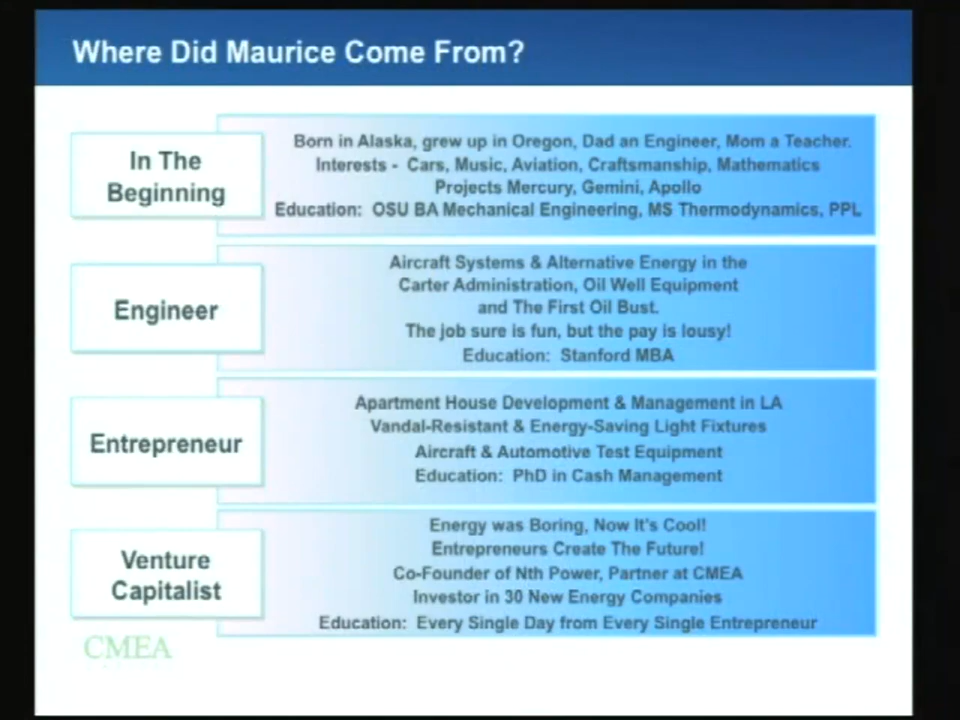 Where Did Maurice Come From?
In The
Beginning
Born in Alaska, grew up in Oregon, Dad an Engineer, Mom a Teacher.
Interests - Cars, Music, Aviation, Craftsmanship, Mathematics
Projects Mercury, Gemini, Apollo
Education: OSU BA Mechanical Engineering, MS Thermodynamics, PPL
Engineer
Aircraft Systems & Alternative Energy in the
Carter Administration, Oil Well Equipment
and The First Oil Bust.
The job sure is fun, but the pay is lousy!
Education: Stanford MBA
Entrepreneur
Apartment House Development & Management in LA
Vandal-Resistant & Energy-Saving Light Fixtures
Aircraft & Automotive Test Equipment
Education: PhD in Cash Management
Venture
Capitalist
Energy was Boring, Now It's Cool!
Entrepreneurs Create The Future!
Co-Founder of Nth Power, Partner at CMEA
Investor in 30 New Energy Companies
Education: Every Single Day from Every Single Entrepreneur
CMEA